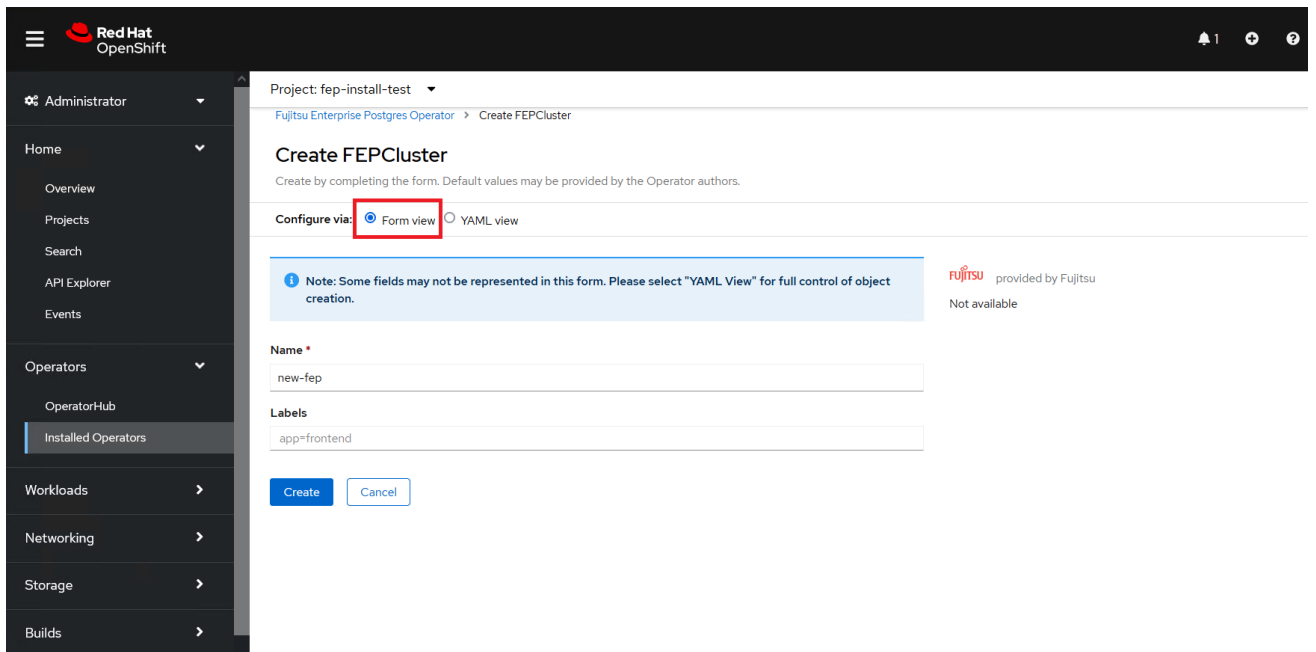 Red Hat
OpenShift
1
Administrator
Home
Overview
Projects
Search
API Explorer
Events
Operators
OperatorHub
Installed Operators
Workloads
Networking
Storage
Builds
Project: fep-install-test
Fujitsu Enterprise Postgres Operator > Create FEPCluster
Create FEPCluster
Create by completing the form. Default values may be provided by the Operator authors.
Configure via: Form view YAML view
Note: Some fields may not be represented in this form. Please select "YAML View" for full control of object
creation.
Name *
new-fep
Labels
app=frontend
Create Cancel
FUJITSU provided by Fujitsu
Not available